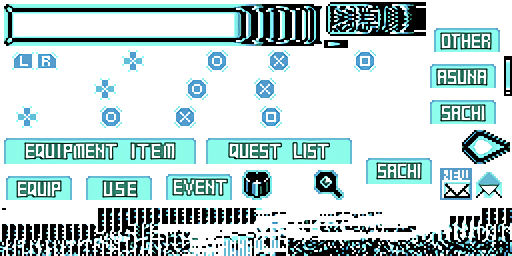 OTHER
L R
ASUNA
SACHI
EQUIPMENT ITEM
QUEST LIST
SACHI
NEW
EQUIP
USE
EVENT